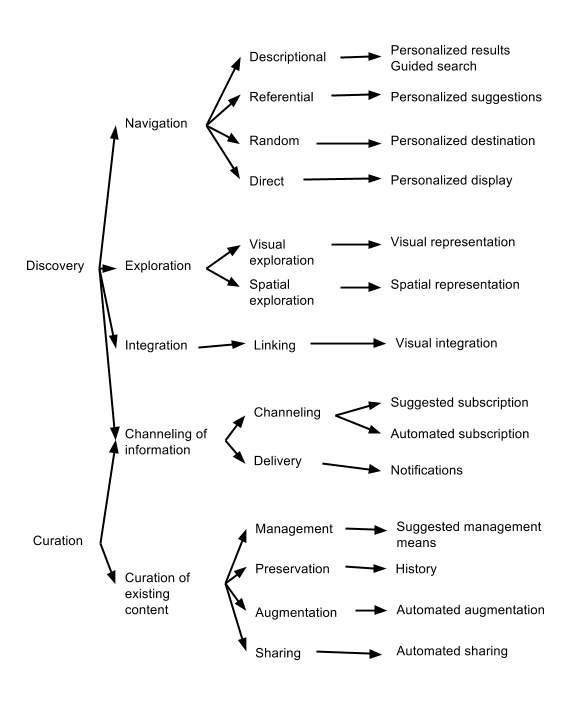 Descriptional
Personalized results
Guided search
Referential
Personalized suggestions
Navigation
Random
Personalized destination
Direct
Personalized display
Visual
exploration
Visual representation
Discovery
Exploration
Spatial
exploration
Spatial representation
Integration
Linking
Visual integration
Channeling of
information
Channeling
Suggested subscription
Automated subscription
Delivery
Notifications
Curation
Management
Suggested management
means
Curation of
existing
content
Preservation
History
Augmentation
Automated augmentation
Sharing
Automated sharing